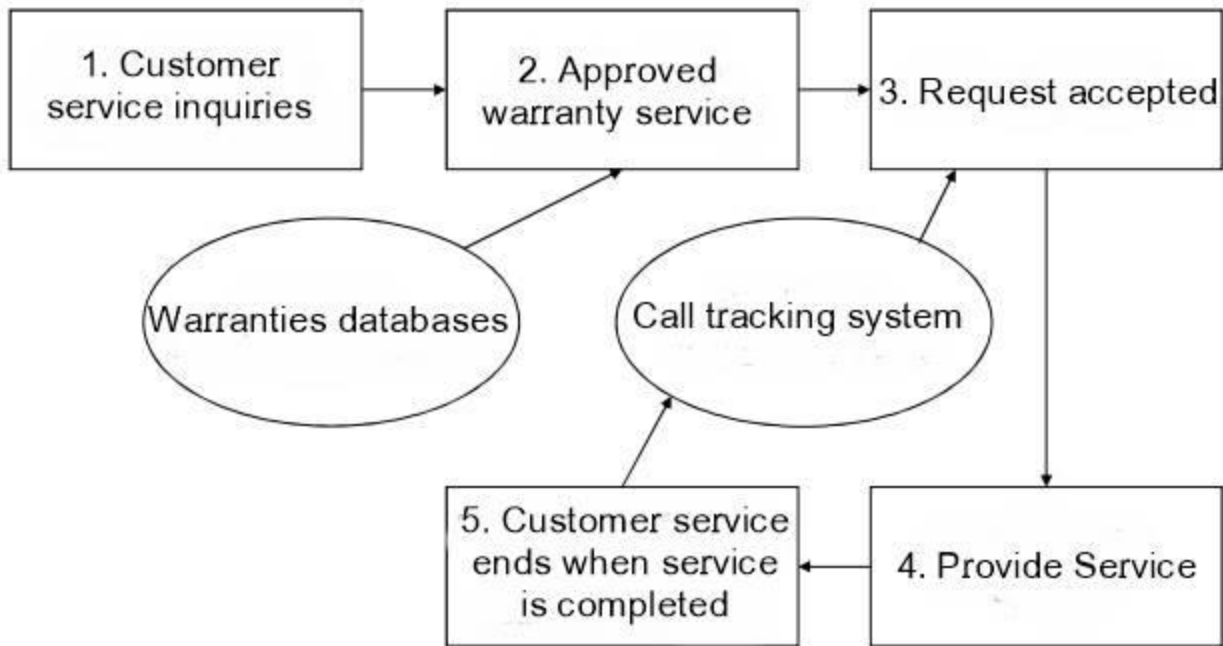 1. Customer
service inquiries
2. Approved
warranty service
3. Request accepted
Warranties databases
Call tracking system
5. Customer service
ends when service
is completed
4. Provide Service